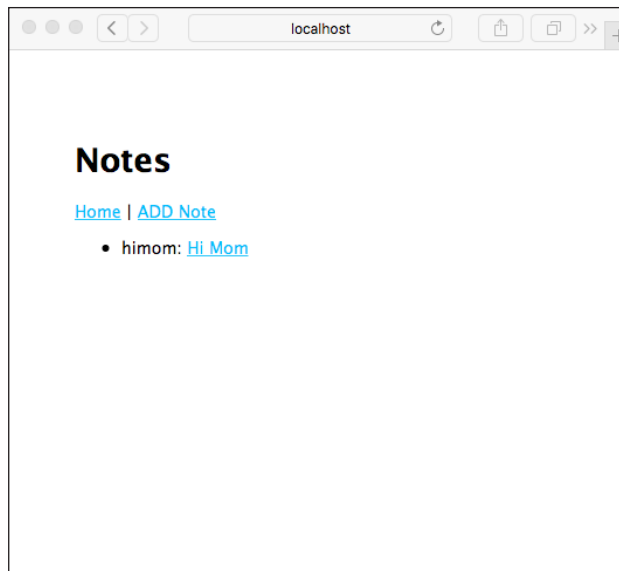 localhost
Notes
Home | ADD Note
• himom: Hi Mom